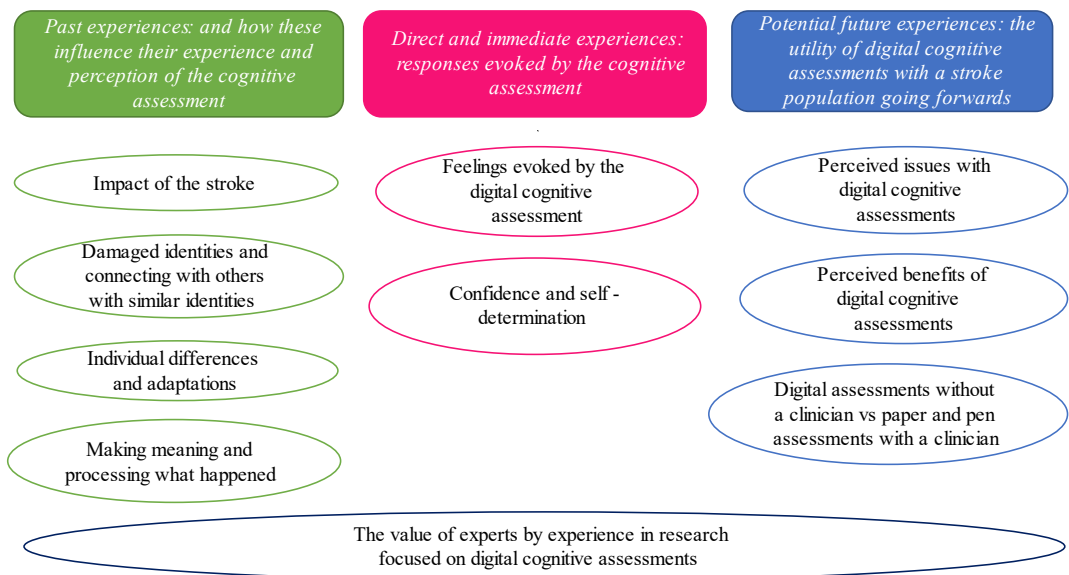 Past experiences: and how these
influence their experience and
perception of the cognitive
assessment
Impact of the stroke
Damaged identities and
connecting with others
with similar identities
Individual differences
and adaptations
Making meaning and
processing what happened
Direct and immediate experiences:
responses evoked by the cognitive
assessment
.
Feelings evoked by the
digital cognitive
assessment
Confidence and self -
determination
Potential future experiences: the
utility of digital cognitive
assessments with a stroke
population going forwards
Perceived issues with
digital cognitive
assessments
Perceived benefits of
digital cognitive
assessments
Digital assessments without
a clinician vs paper and pen
assessments with a clinician
The value of experts by experience in research
focused on digital cognitive assessments